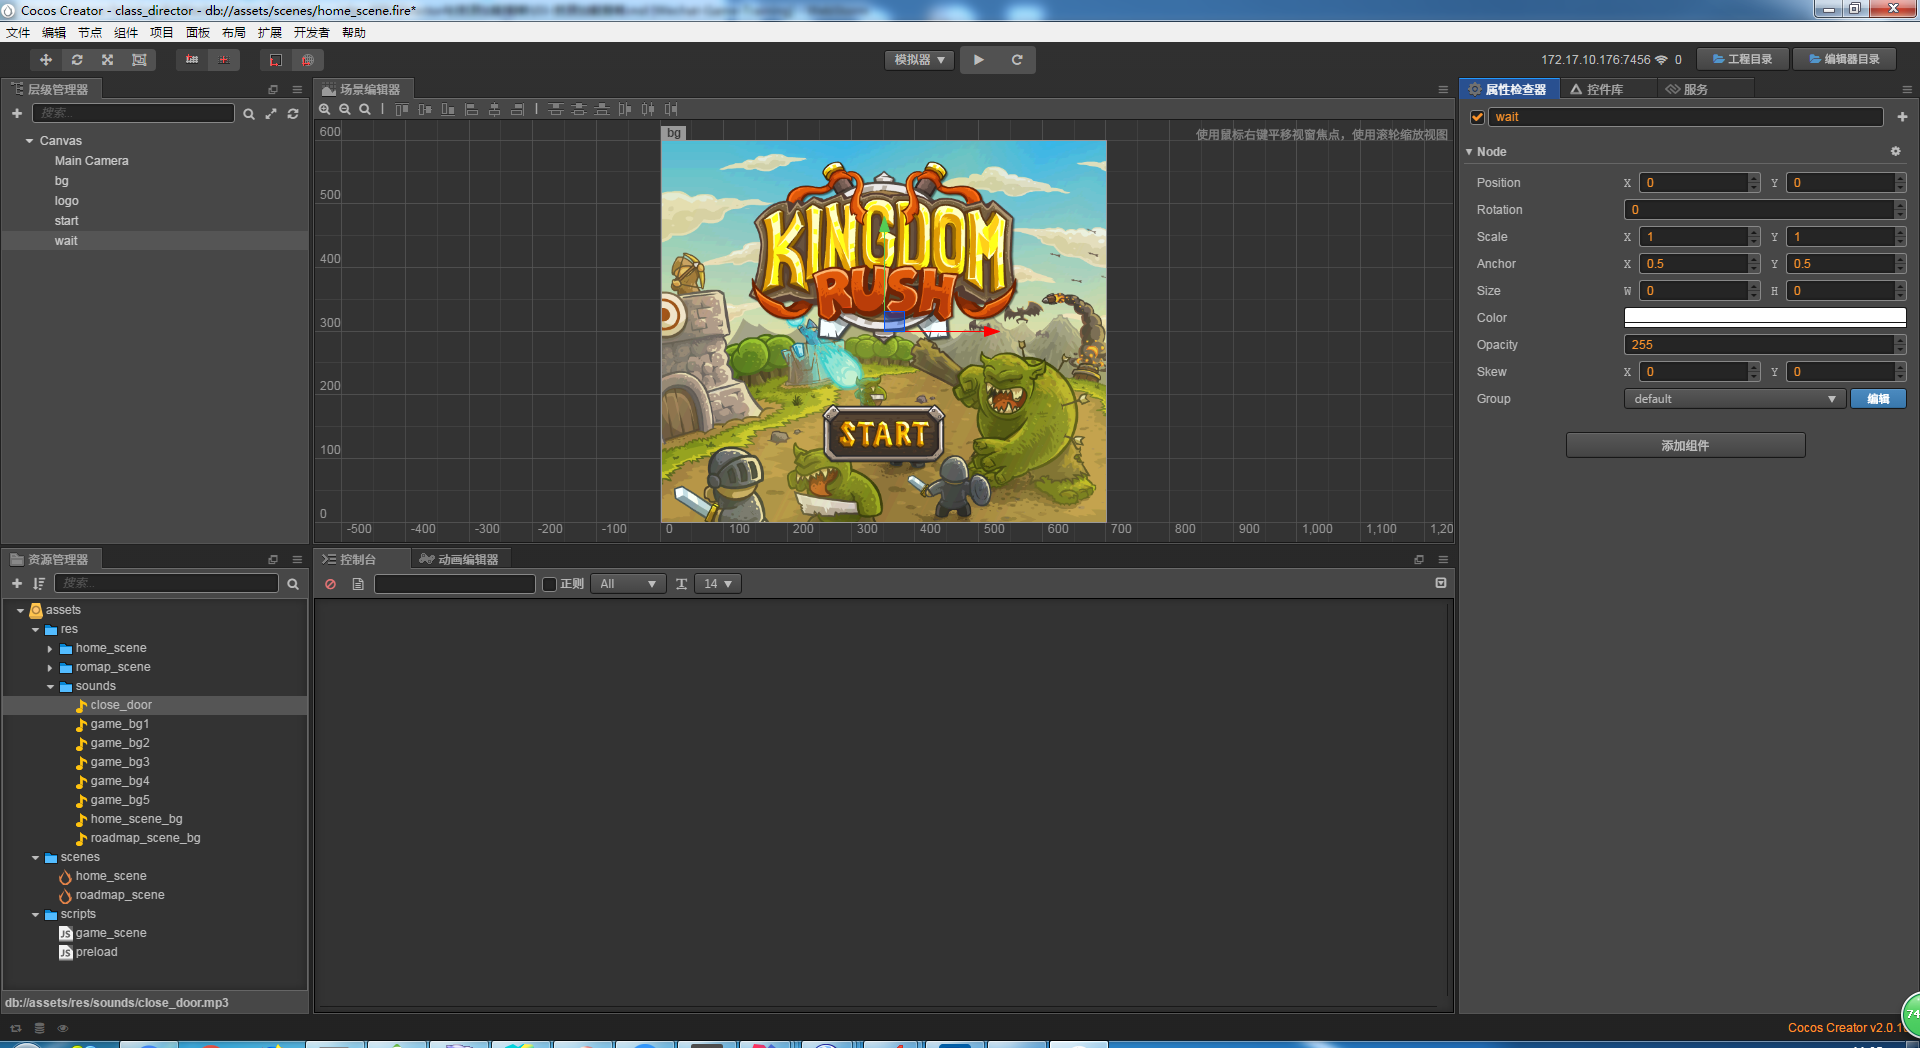 Cocos Creator - class_director - db://assets/scenes/home_scene.fire*
文件 编辑 节点 组件 项目 面板 布局 扩展 开发者 帮助
模拟器
172.17.10.176:7456 0
工程目录 编辑器目录
层级管理器
搜索...
Canvas
Main Camera
bg
logo
start
wait
场景编辑器
使用鼠标右键平移视窗焦点，使用滚轮缩放视图
bg
600
500
400
300
200
100
0
-500 -400 -300 -200 -100 0 100 200 300 400 500 600 700 800 900 1,000 1,100 1,20
KINGDOM
RUSH
START
属性检查器 控件库 服务
wait
Node
Position X 0 Y 0
Rotation 0
Scale X 1 Y 1
Anchor X 0.5 Y 0.5
Size W 0 H 0
Color
Opacity 255
Skew X 0 Y 0
Group default 编辑
添加组件
资源管理器
搜索...
assets
res
home_scene
romap_scene
sounds
close_door
game_bg1
game_bg2
game_bg3
game_bg4
game_bg5
home_scene_bg
roadmap_scene_bg
scenes
home_scene
roadmap_scene
scripts
JS game_scene
JS preload
db://assets/res/sounds/close_door.mp3
控制台 动画编辑器
正则 All 14
Cocos Creator v2.0.1
74